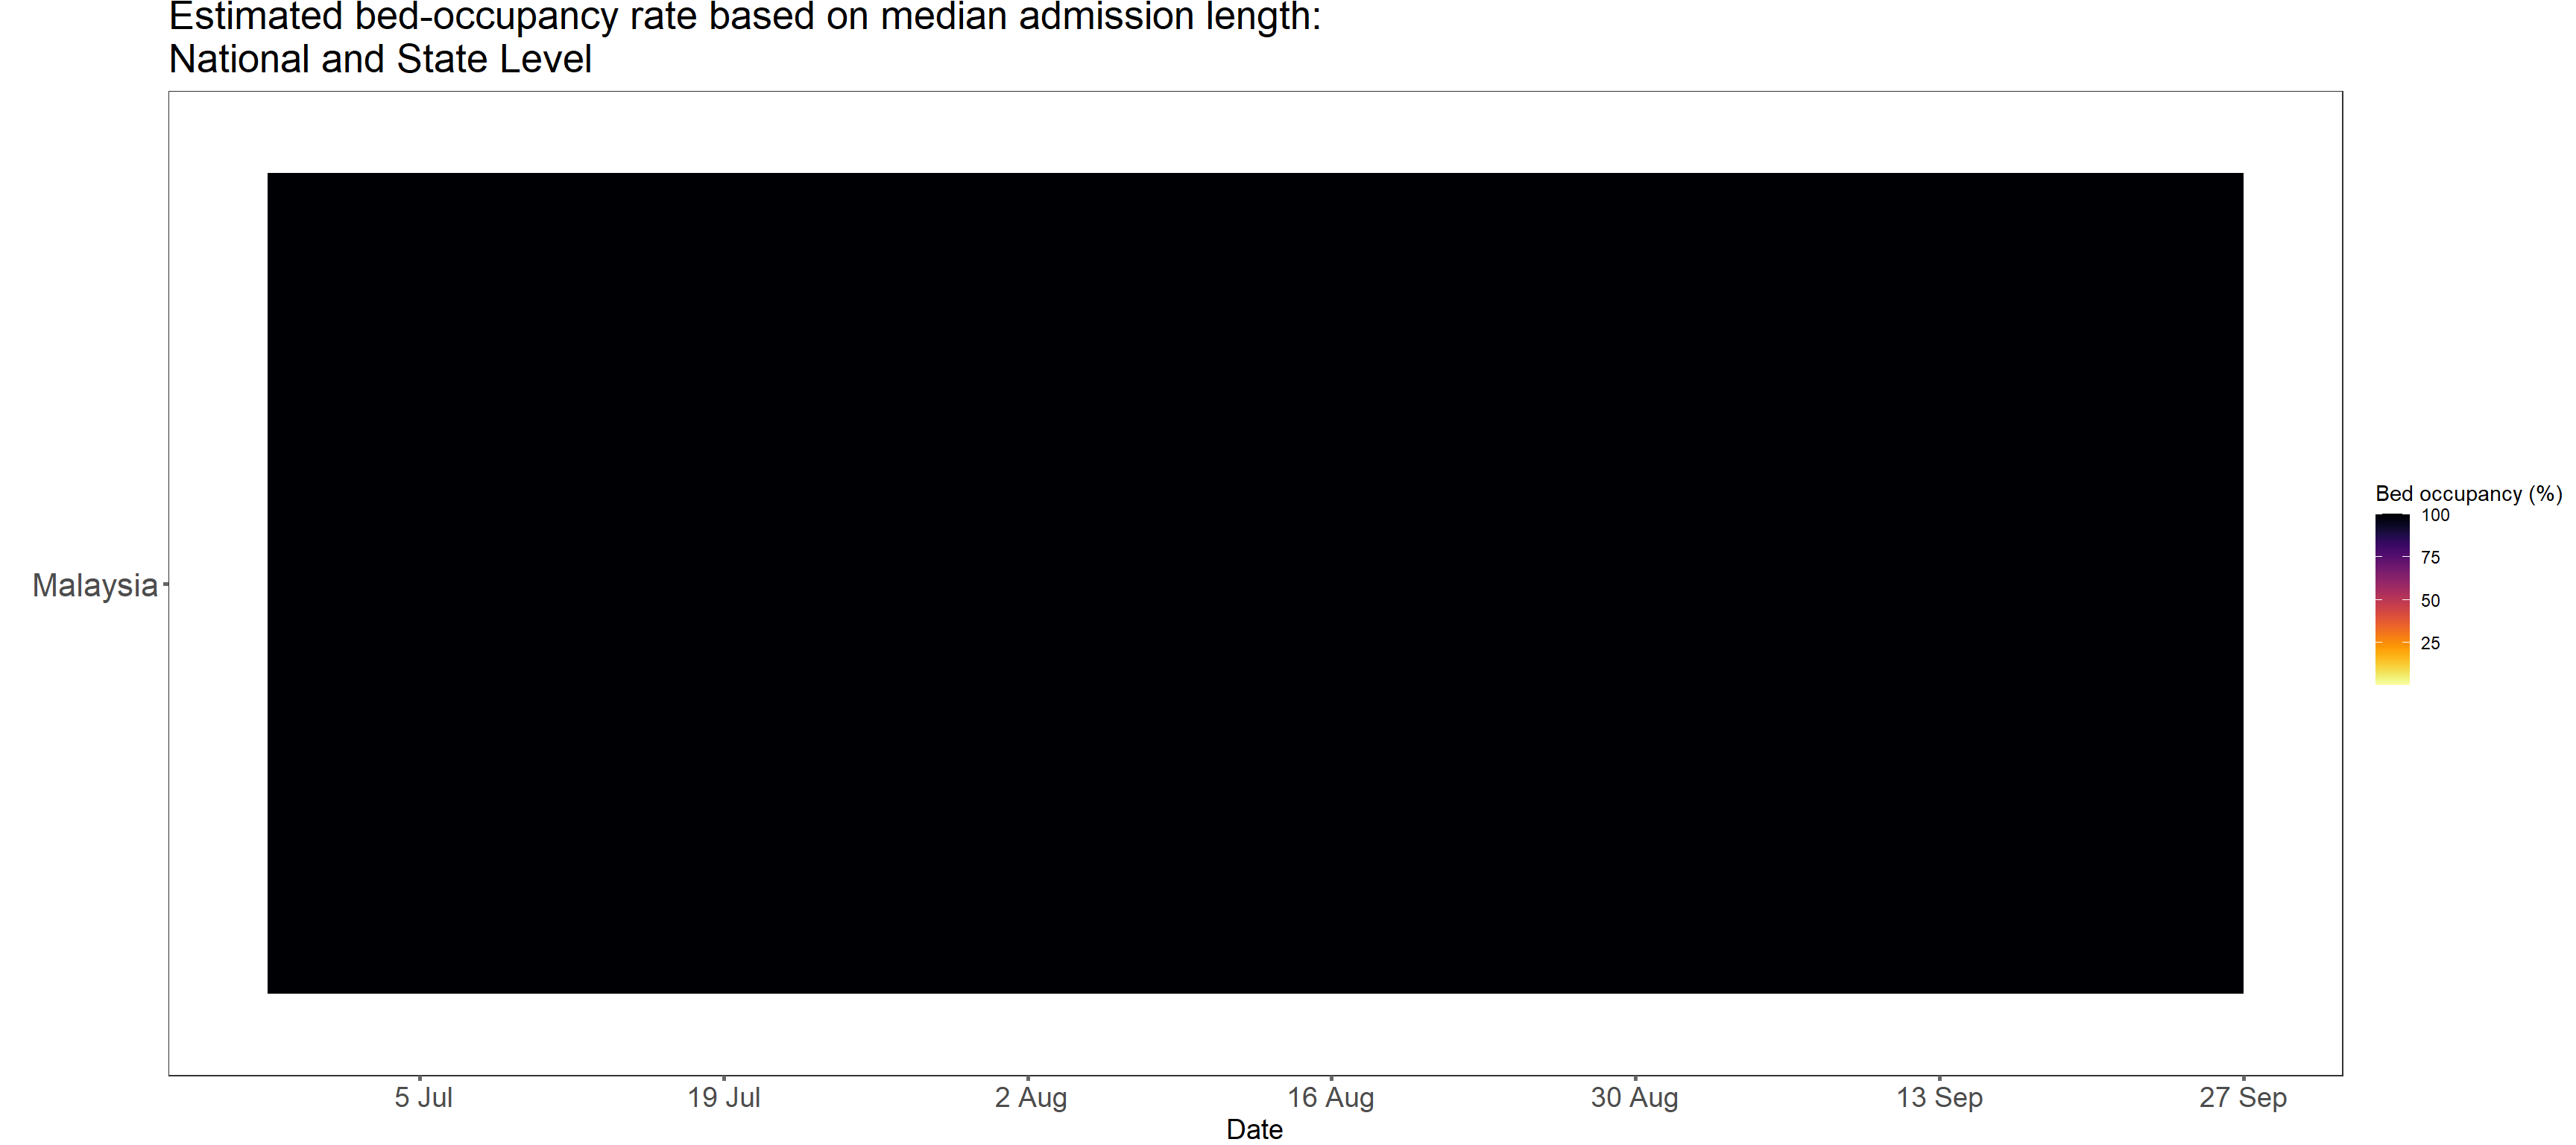 Estimated bed-occupancy rate based on median admission length:
National and State Level
Malaysia
Bed occupancy (%)
100
75
50
25
5 Jul
19 Jul
2 Aug
16 Aug
30 Aug
13 Sep
27 Sep
Date